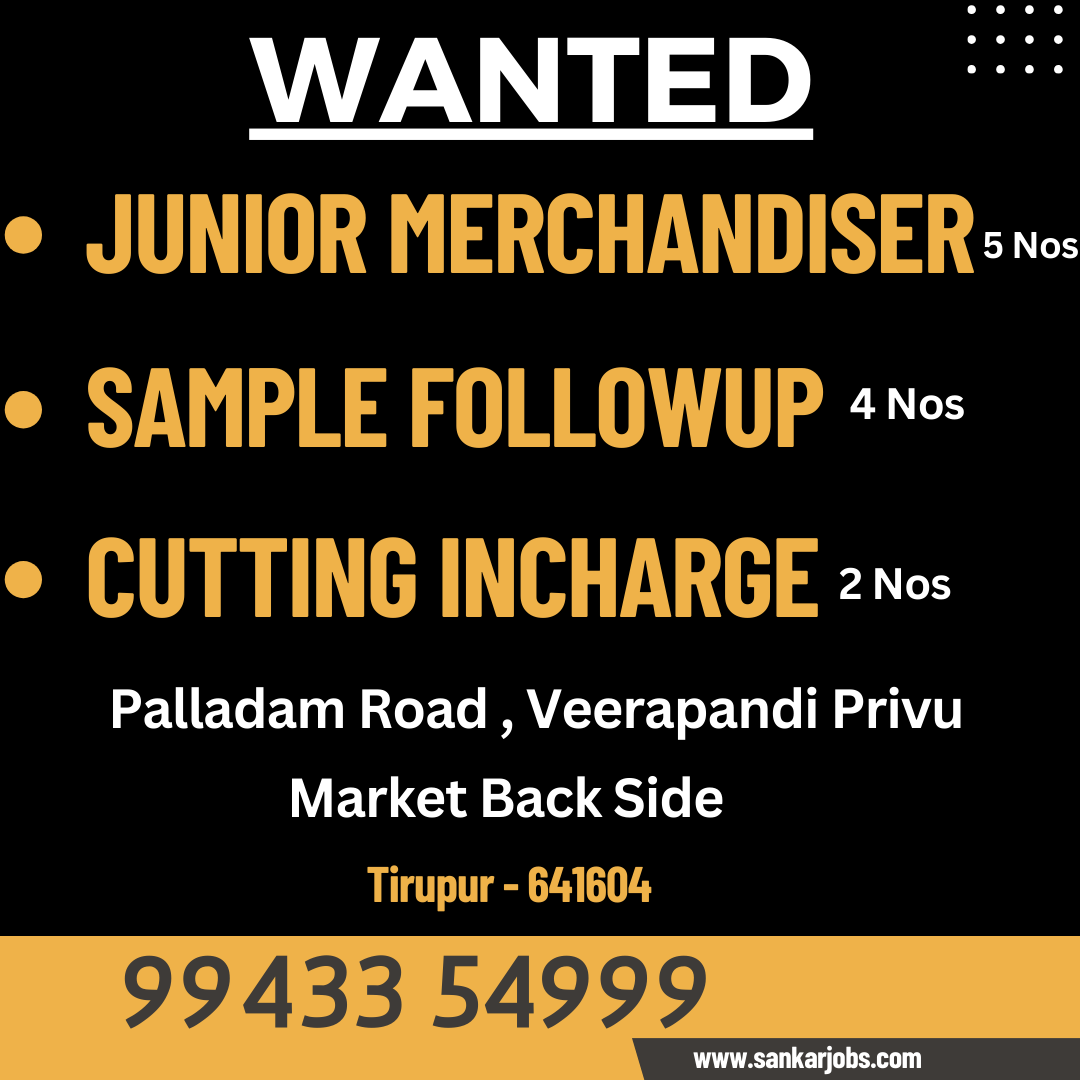 WANTED
JUNIOR MERCHANDISER 5 Nos
SAMPLE FOLLOWUP 4 Nos
CUTTING INCHARGE 2 Nos
Palladam Road , Veerapandi Privu
Market Back Side
Tirupur - 641604
99433 54999
www.sankarjobs.com